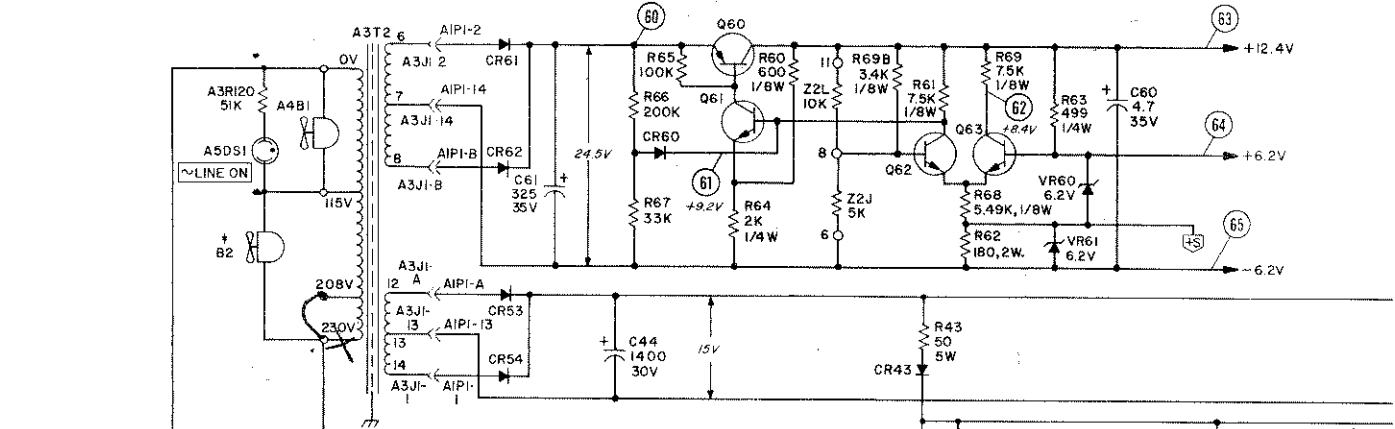 A3T2
0V
A3R120
51K
A4B1
A5DS1
~LINE ON
115V
*
B2
208V
230V
6
A1P1-2
A3J1-2
CR61
7
A1P1-14
A3J1-14
8
A1P1-B
A3J1-B
CR62
C61
325
35V
+
24.5V
60
R65
100K
R66
200K
CR60
R67
33K
Q60
Q61
61
+9.2V
R64
2K
1/4W
R60
600
1/8W
11
Z2L
10K
8
Z2J
5K
6
R69B
3.4K
1/8W
R61
7.5K
1/8W
Q62
R69
7.5K
1/8W
62
+8.4V
Q63
R68
5.49K, 1/8W
R62
180, 2W.
R63
499
1/4W
VR60
6.2V
VR61
6.2V
+
C60
4.7
35V
+S
63
+12.4V
64
+6.2V
65
-6.2V
12
A3J1-
A
A1P1-A
CR53
A3J1-
13
A1P1-13
13
14
A3J1-
1
A1P1-
1
CR54
+
C44
1400
30V
15V
R43
50
5W
CR43